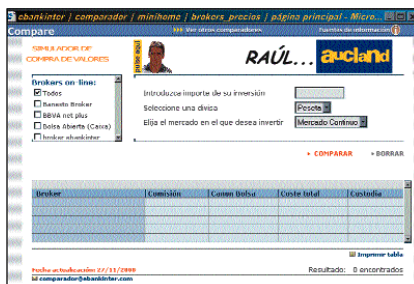 ebankinter / comparador / minihome / brokers_precios / página principal - Micro...
Compare
>>> Ver otros comparadores
Fuentes de información
SIMULADOR DE
COMPRA DE VALORES
pulse aquí
RAÚL... aucland
Brokers on-line:
Todos
Banesto Broker
BBVA net plus
Bolsa Abierta (Caixa)
broker ebankinter
Introduzca importe de su inversión
Seleccione una divisa
Peseta
Elija el mercado en el que desea invertir
Mercado Continuo
COMPARAR
BORRAR
Broker
Comisión
Canon Bolsa
Coste total
Custodia
Imprimir tabla
Fecha actualización 27/11/2000
Resultado: 0 encontrados
comparador@ebankinter.com